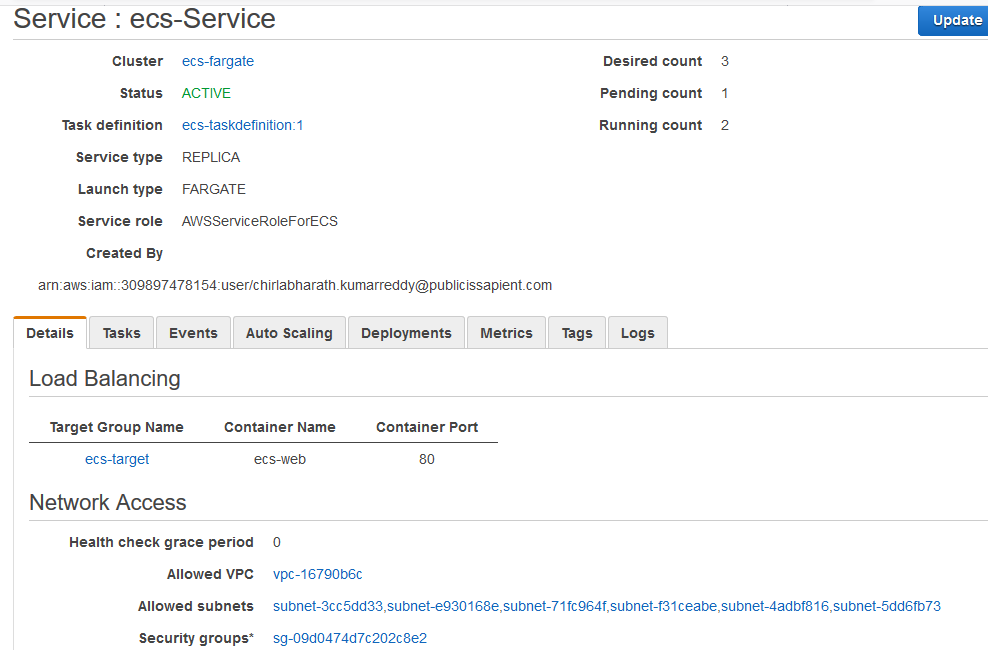 Service : ecs-Service
Update
Cluster ecs-fargate Desired count 3
Status ACTIVE Pending count 1
Task definition ecs-taskdefinition:1 Running count 2
Service type REPLICA
Launch type FARGATE
Service role AWSServiceRoleForECS
Created By
arn:aws:iam::309897478154:user/chirlabharath.kumarreddy@publicissapient.com
Details Tasks Events Auto Scaling Deployments Metrics Tags Logs
Load Balancing
Target Group Name Container Name Container Port
ecs-target ecs-web 80
Network Access
Health check grace period 0
Allowed VPC vpc-16790b6c
Allowed subnets subnet-3cc5dd33,subnet-e930168e,subnet-71fc964f,subnet-f31ceabe,subnet-4adbf816,subnet-5dd6fb73
Security groups* sg-09d0474d7c202c8e2